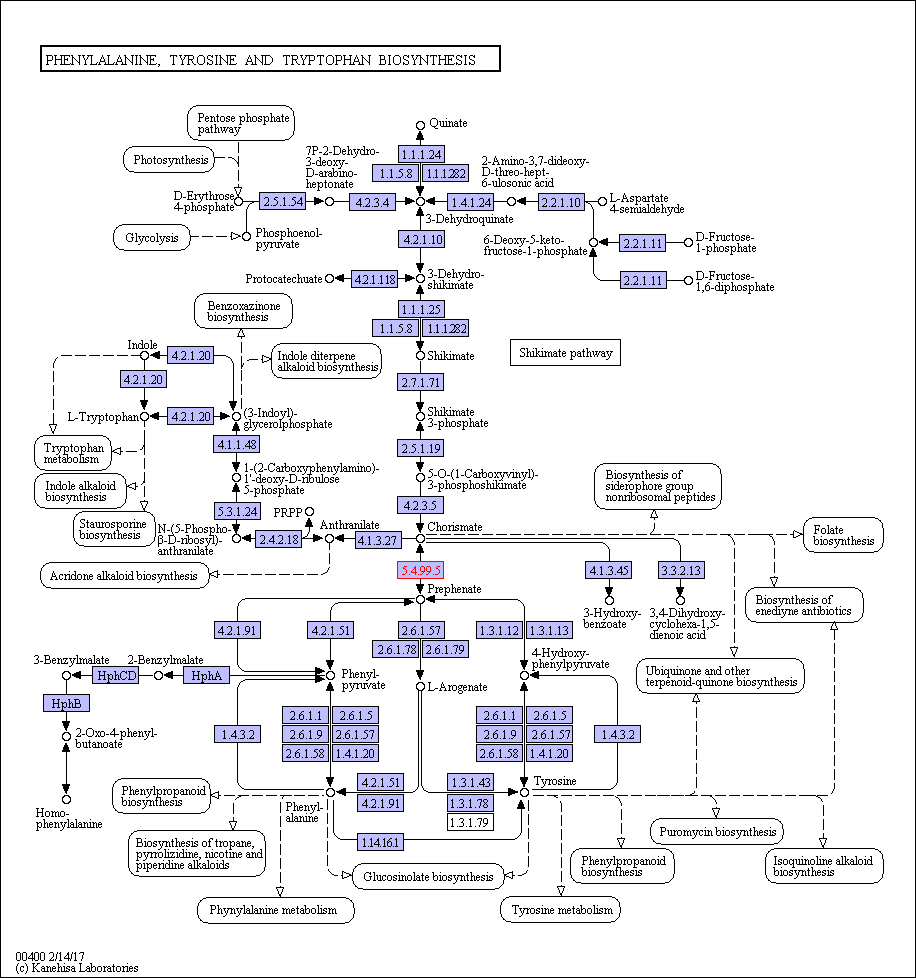 PHENYLALANINE, TYROSINE AND TRYPTOPHAN BIOSYNTHESIS
Pentose phosphate
pathway
Photosynthesis
D-Erythrose
4-phosphate
Glycolysis
Phosphoenol-
pyruvate
2.5.1.54
7P-2-Dehydro-
3-deoxy-
D-arabino-
heptonate
4.2.3.4
Quinate
1.1.1.24
1.1.5.8
1.1.1.282
2-Amino-3,7-dideoxy-
D-threo-hept-
6-ulosonic acid
1.4.1.24
2.2.1.10
L-Aspartate
4-semialdehyde
3-Dehydroquinate
4.2.1.10
6-Deoxy-5-keto-
fructose-1-phosphate
2.2.1.11
D-Fructose-
1-phosphate
2.2.1.11
D-Fructose-
1,6-diphosphate
Protocatechuate
4.2.1.118
3-Dehydro-
shikimate
1.1.1.25
1.1.5.8
1.1.1.282
Shikimate
Shikimate pathway
2.7.1.71
Shikimate
3-phosphate
2.5.1.19
5-O-(1-Carboxyvinyl)-
3-phosphoshikimate
4.2.3.5
Chorismate
Benzoxazinone
biosynthesis
Indole
4.2.1.20
Indole diterpene
alkaloid biosynthesis
4.2.1.20
L-Tryptophan
4.2.1.20
(3-Indoyl)-
glycerolphosphate
Tryptophan
metabolism
4.1.1.48
Indole alkaloid
biosynthesis
1-(2-Carboxyphenylamino)-
1'-deoxy-D-ribulose
5-phosphate
Staurosporine
biosynthesis
5.3.1.24
PRPP
N-(5-Phospho-
β-D-ribosyl)-
anthranilate
2.4.2.18
Anthranilate
4.1.3.27
Acridone alkaloid biosynthesis
Biosynthesis of
siderophore group
nonribosomal peptides
Folate
biosynthesis
5.4.99.5
4.1.3.45
3.3.2.13
Prephenate
3-Hydroxy-
benzoate
3,4-Dihydroxy-
cyclohexa-1,5-
dienoic acid
Biosynthesis of
enediyne antibiotics
4.2.1.91
4.2.1.51
2.6.1.57
2.6.1.78
2.6.1.79
1.3.1.12
1.3.1.13
3-Benzylmalate
2-Benzylmalate
HphCD
HphA
Phenyl-
pyruvate
4-Hydroxy-
phenylpyruvate
Ubiquinone and other
terpenoid-quinone biosynthesis
L-Arogenate
HphB
2-Oxo-4-phenyl-
butanoate
1.4.3.2
2.6.1.1
2.6.1.5
2.6.1.9
2.6.1.57
2.6.1.58
1.4.1.20
2.6.1.1
2.6.1.5
2.6.1.9
2.6.1.57
2.6.1.58
1.4.1.20
1.4.3.2
Homo-
phenylalanine
Phenylpropanoid
biosynthesis
Phenyl-
alanine
4.2.1.51
4.2.1.91
1.3.1.43
1.3.1.78
1.3.1.79
Tyrosine
1.14.16.1
Biosynthesis of tropane,
pyrrolizidine, nicotine and
piperidine alkaloids
Puromycin biosynthesis
Phenylpropanoid
biosynthesis
Isoquinoline alkaloid
biosynthesis
Glucosinolate biosynthesis
Phynylalanine metabolism
Tyrosine metabolism
00400 2/14/17
(c) Kanehisa Laboratories